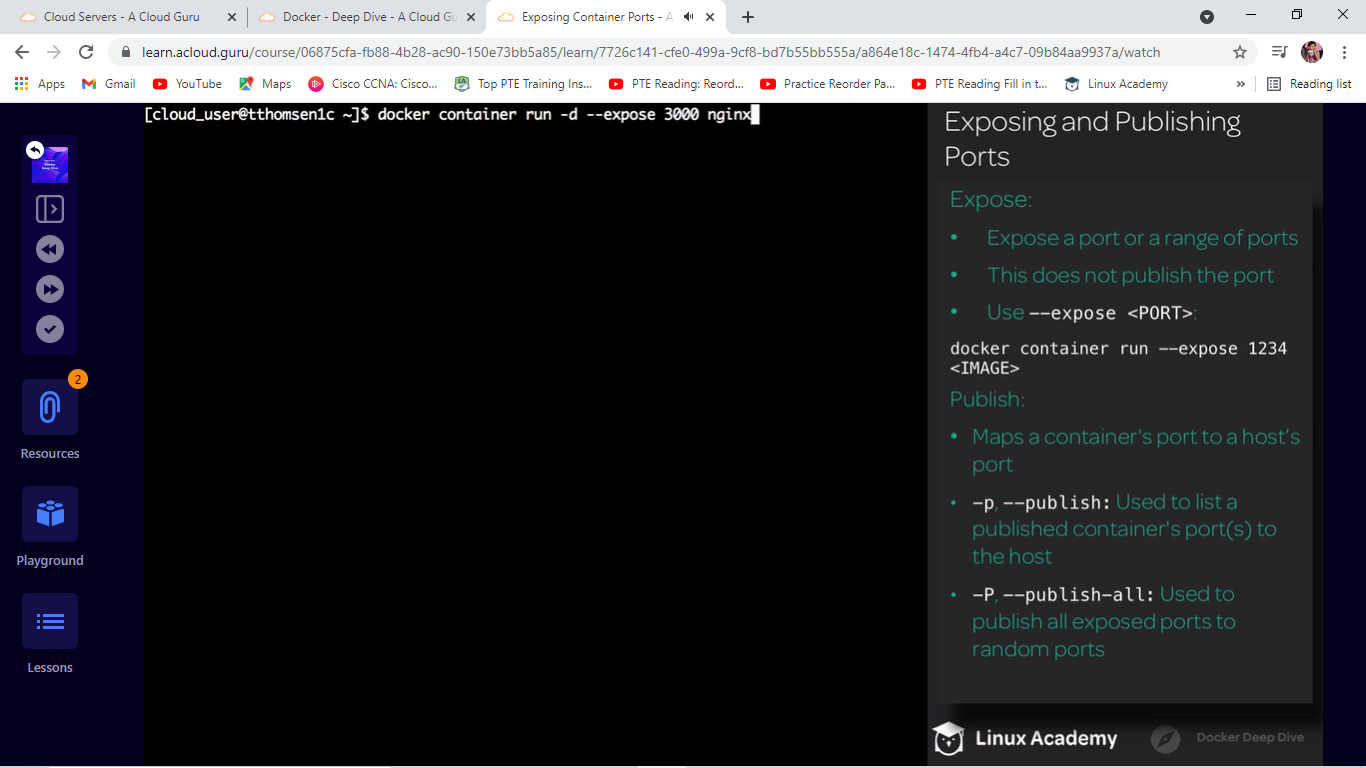 Cloud Servers - A Cloud Guru
Docker - Deep Dive - A Cloud Gu
Exposing Container Ports - A
learn.acloud.guru/course/06875cfa-fb88-4b28-ac90-150e73bb5a85/learn/7726c141-cfe0-499a-9cf8-bd7b55bb555a/a864e18c-1474-4fb4-a4c7-09b84aa9937a/watch
Apps
Gmail
YouTube
Maps
Cisco CCNA: Cisco...
Top PTE Training Ins...
PTE Reading: Reord...
Practice Reorder Pa...
PTE Reading Fill in t...
Linux Academy
»
Reading list
[cloud_user@tthomsen1c ~]$ docker container run -d --expose 3000 nginx
Docker
Deep Dive
2
Resources
Playground
Lessons
Exposing and Publishing
Ports
Expose:
• Expose a port or a range of ports
• This does not publish the port
• Use --expose <PORT>:
docker container run --expose 1234
<IMAGE>
Publish:
• Maps a container's port to a host’s
port
• -p, --publish: Used to list a
published container's port(s) to
the host
• -P, --publish-all: Used to
publish all exposed ports to
random ports
Linux Academy
Docker Deep Dive